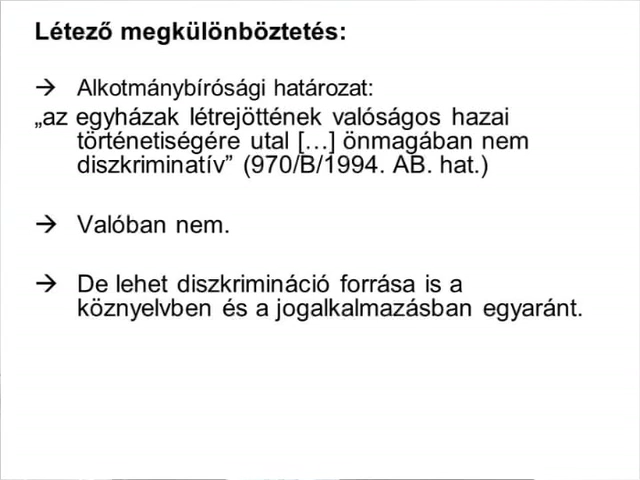 Létező megkülönböztetés:
→ Alkotmánybírósági határozat:
„az egyházak létrejöttének valóságos hazai
történetiségére utal […] önmagában nem
diszkriminatív” (970/B/1994. AB. hat.)
→ Valóban nem.
→ De lehet diszkrimináció forrása is a
köznyelvben és a jogalkalmazásban egyaránt.